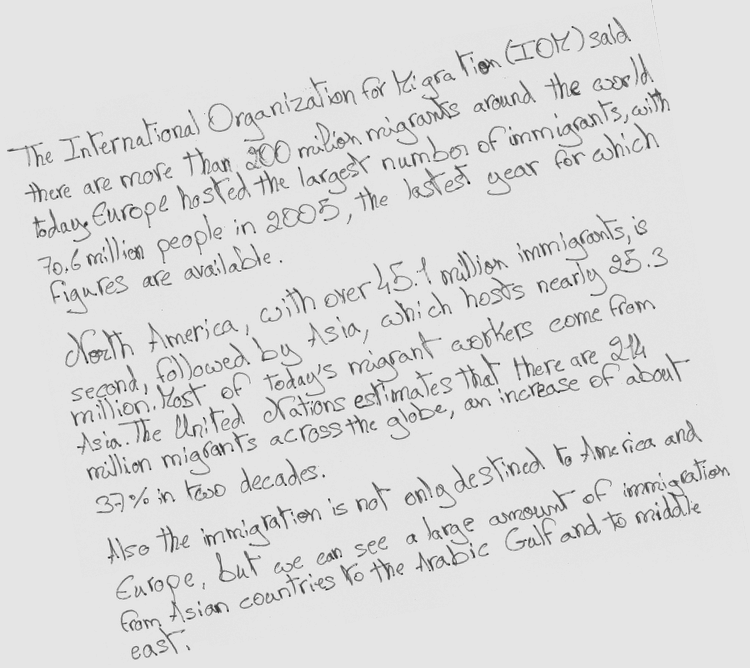 The International Organization for Migration (IOM) said
there are more than 200 million migrants around the world
today. Europe hosted the largest number of immigrants, with
70.6 million people in 2005, the lastest year for which
figures are available.
North America, with over 45.1 million immigrants, is
second, followed by Asia, which hosts nearly 25.3
million. Most of today's migrant workers come from
Asia. The United Nations estimates that there are 214
million migrants across the globe, an increase of about
37% in two decades.
Also the immigration is not only destined to America and
Europe, but we can see a large amount of immigration
from Asian countries to the Arabic Gulf and to middle
east.